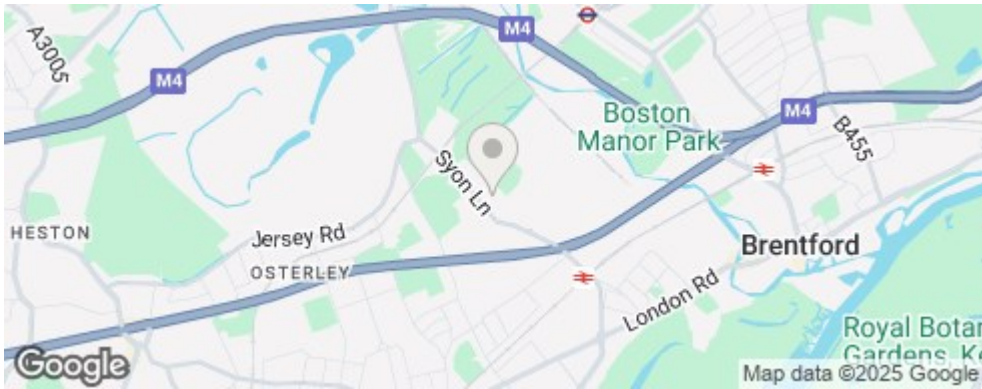 A3005
M4
M4
Boston
Manor Park
M4
B455
Syon Ln
HESTON
Jersey Rd
OSTERLEY
Brentford
London Rd
Royal Botan
Gardens, Ke
Google
Map data ©2025 Google